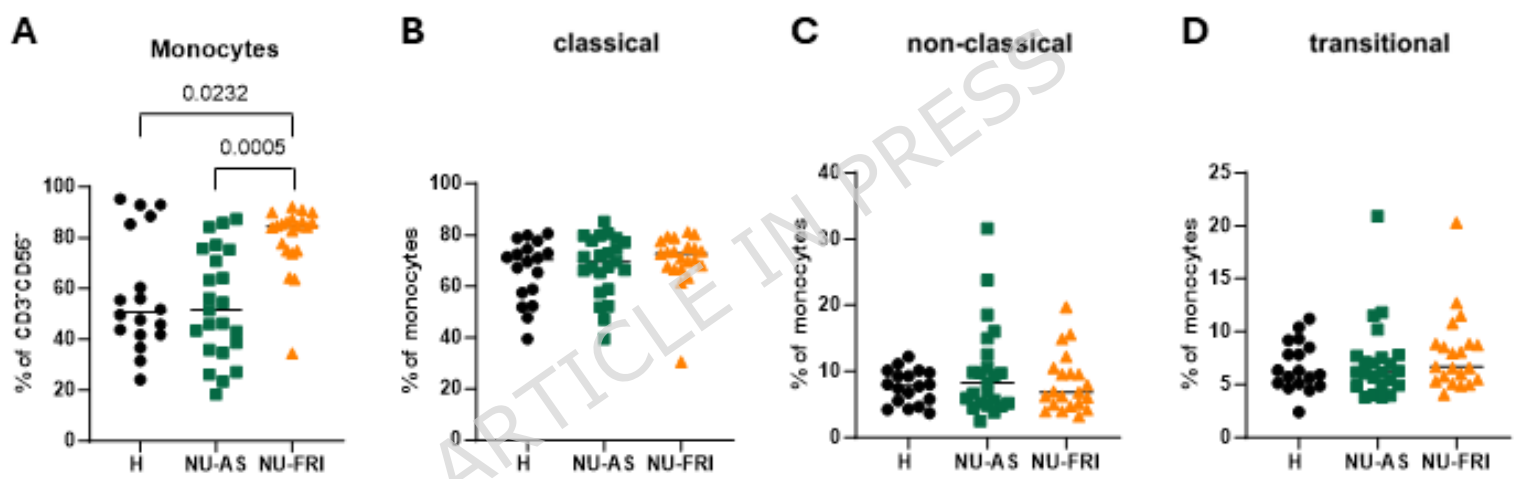 A
Monocytes
0.0232
0.0005
% of CD3-CD56-
100
80
60
40
20
0
H NU-AS NU-FRI
B
classical
% of monocytes
100
80
60
40
20
0
H NU-AS NU-FRI
C
non-classical
% of monocytes
40
30
20
10
0
H NU-AS NU-FRI
D
transitional
% of monocytes
25
20
15
10
5
0
H NU-AS NU-FRI
ARTICLE IN PRESS